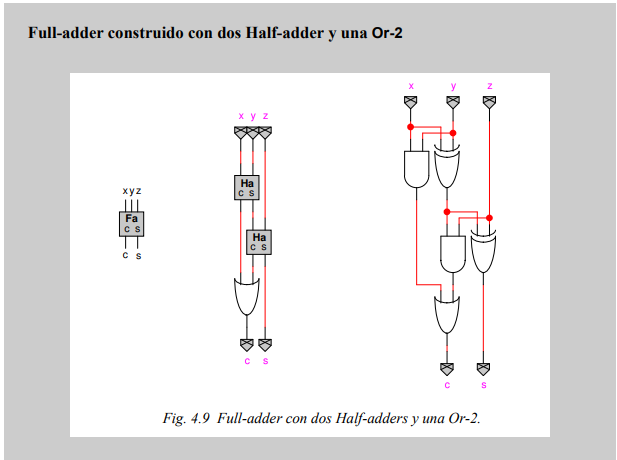 Full-adder construido con dos Half-adder y una Or-2
x y z
x y z
x y z
Ha
c s
Fa
c s
Ha
c s
c s
c s
c s
Fig. 4.9 Full-adder con dos Half-adders y una Or-2.